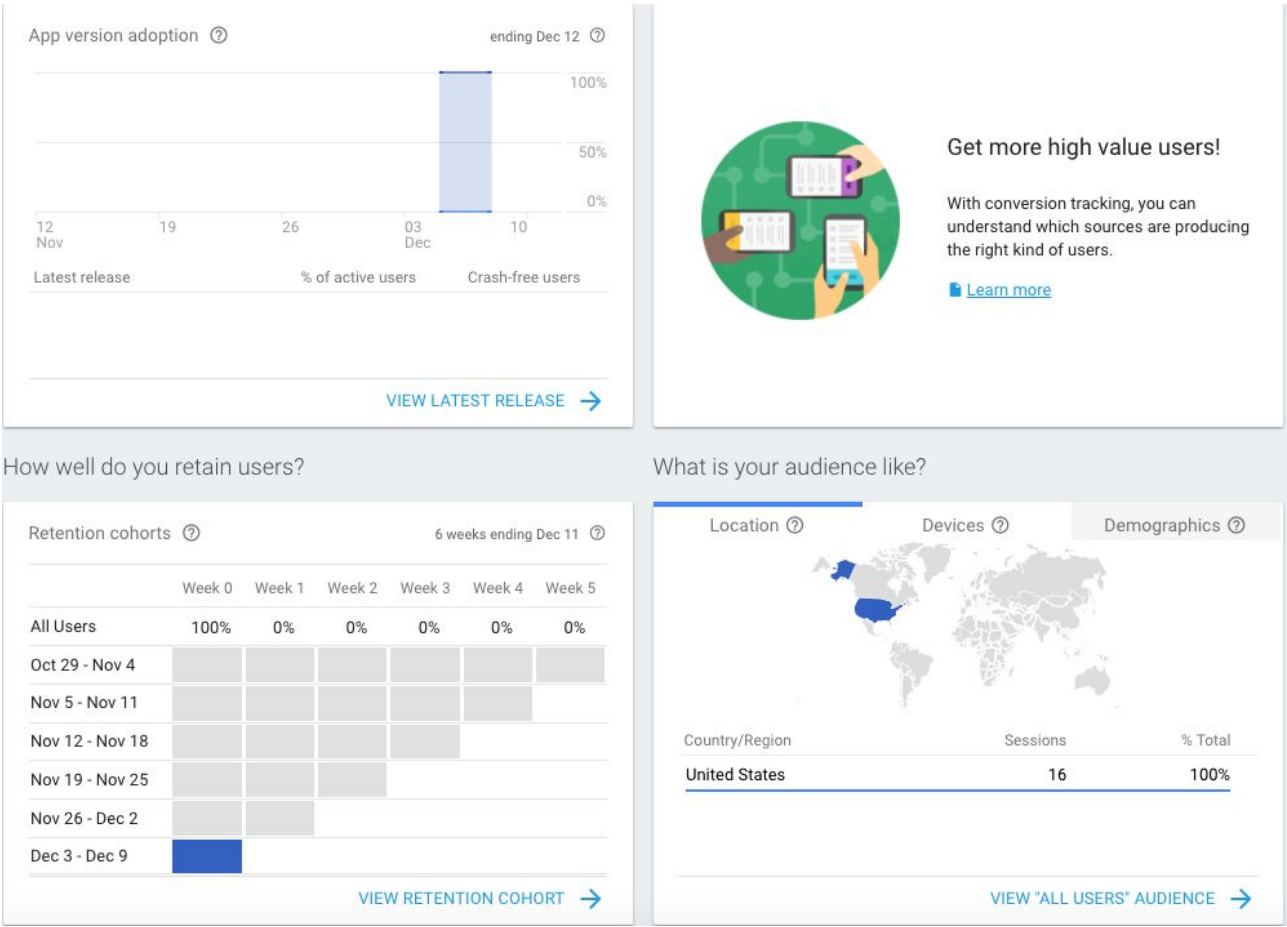 App version adoption
ending Dec 12
100%
50%
0%
12 19 26 03 10
Nov Dec
Latest release % of active users Crash-free users
VIEW LATEST RELEASE
Get more high value users!
With conversion tracking, you can
understand which sources are producing
the right kind of users.
Learn more
How well do you retain users?
Retention cohorts
6 weeks ending Dec 11
Week 0 Week 1 Week 2 Week 3 Week 4 Week 5
All Users 100% 0% 0% 0% 0% 0%
Oct 29 - Nov 4
Nov 5 - Nov 11
Nov 12 - Nov 18
Nov 19 - Nov 25
Nov 26 - Dec 2
Dec 3 - Dec 9
VIEW RETENTION COHORT
What is your audience like?
Location Devices Demographics
Country/Region Sessions % Total
United States 16 100%
VIEW "ALL USERS" AUDIENCE